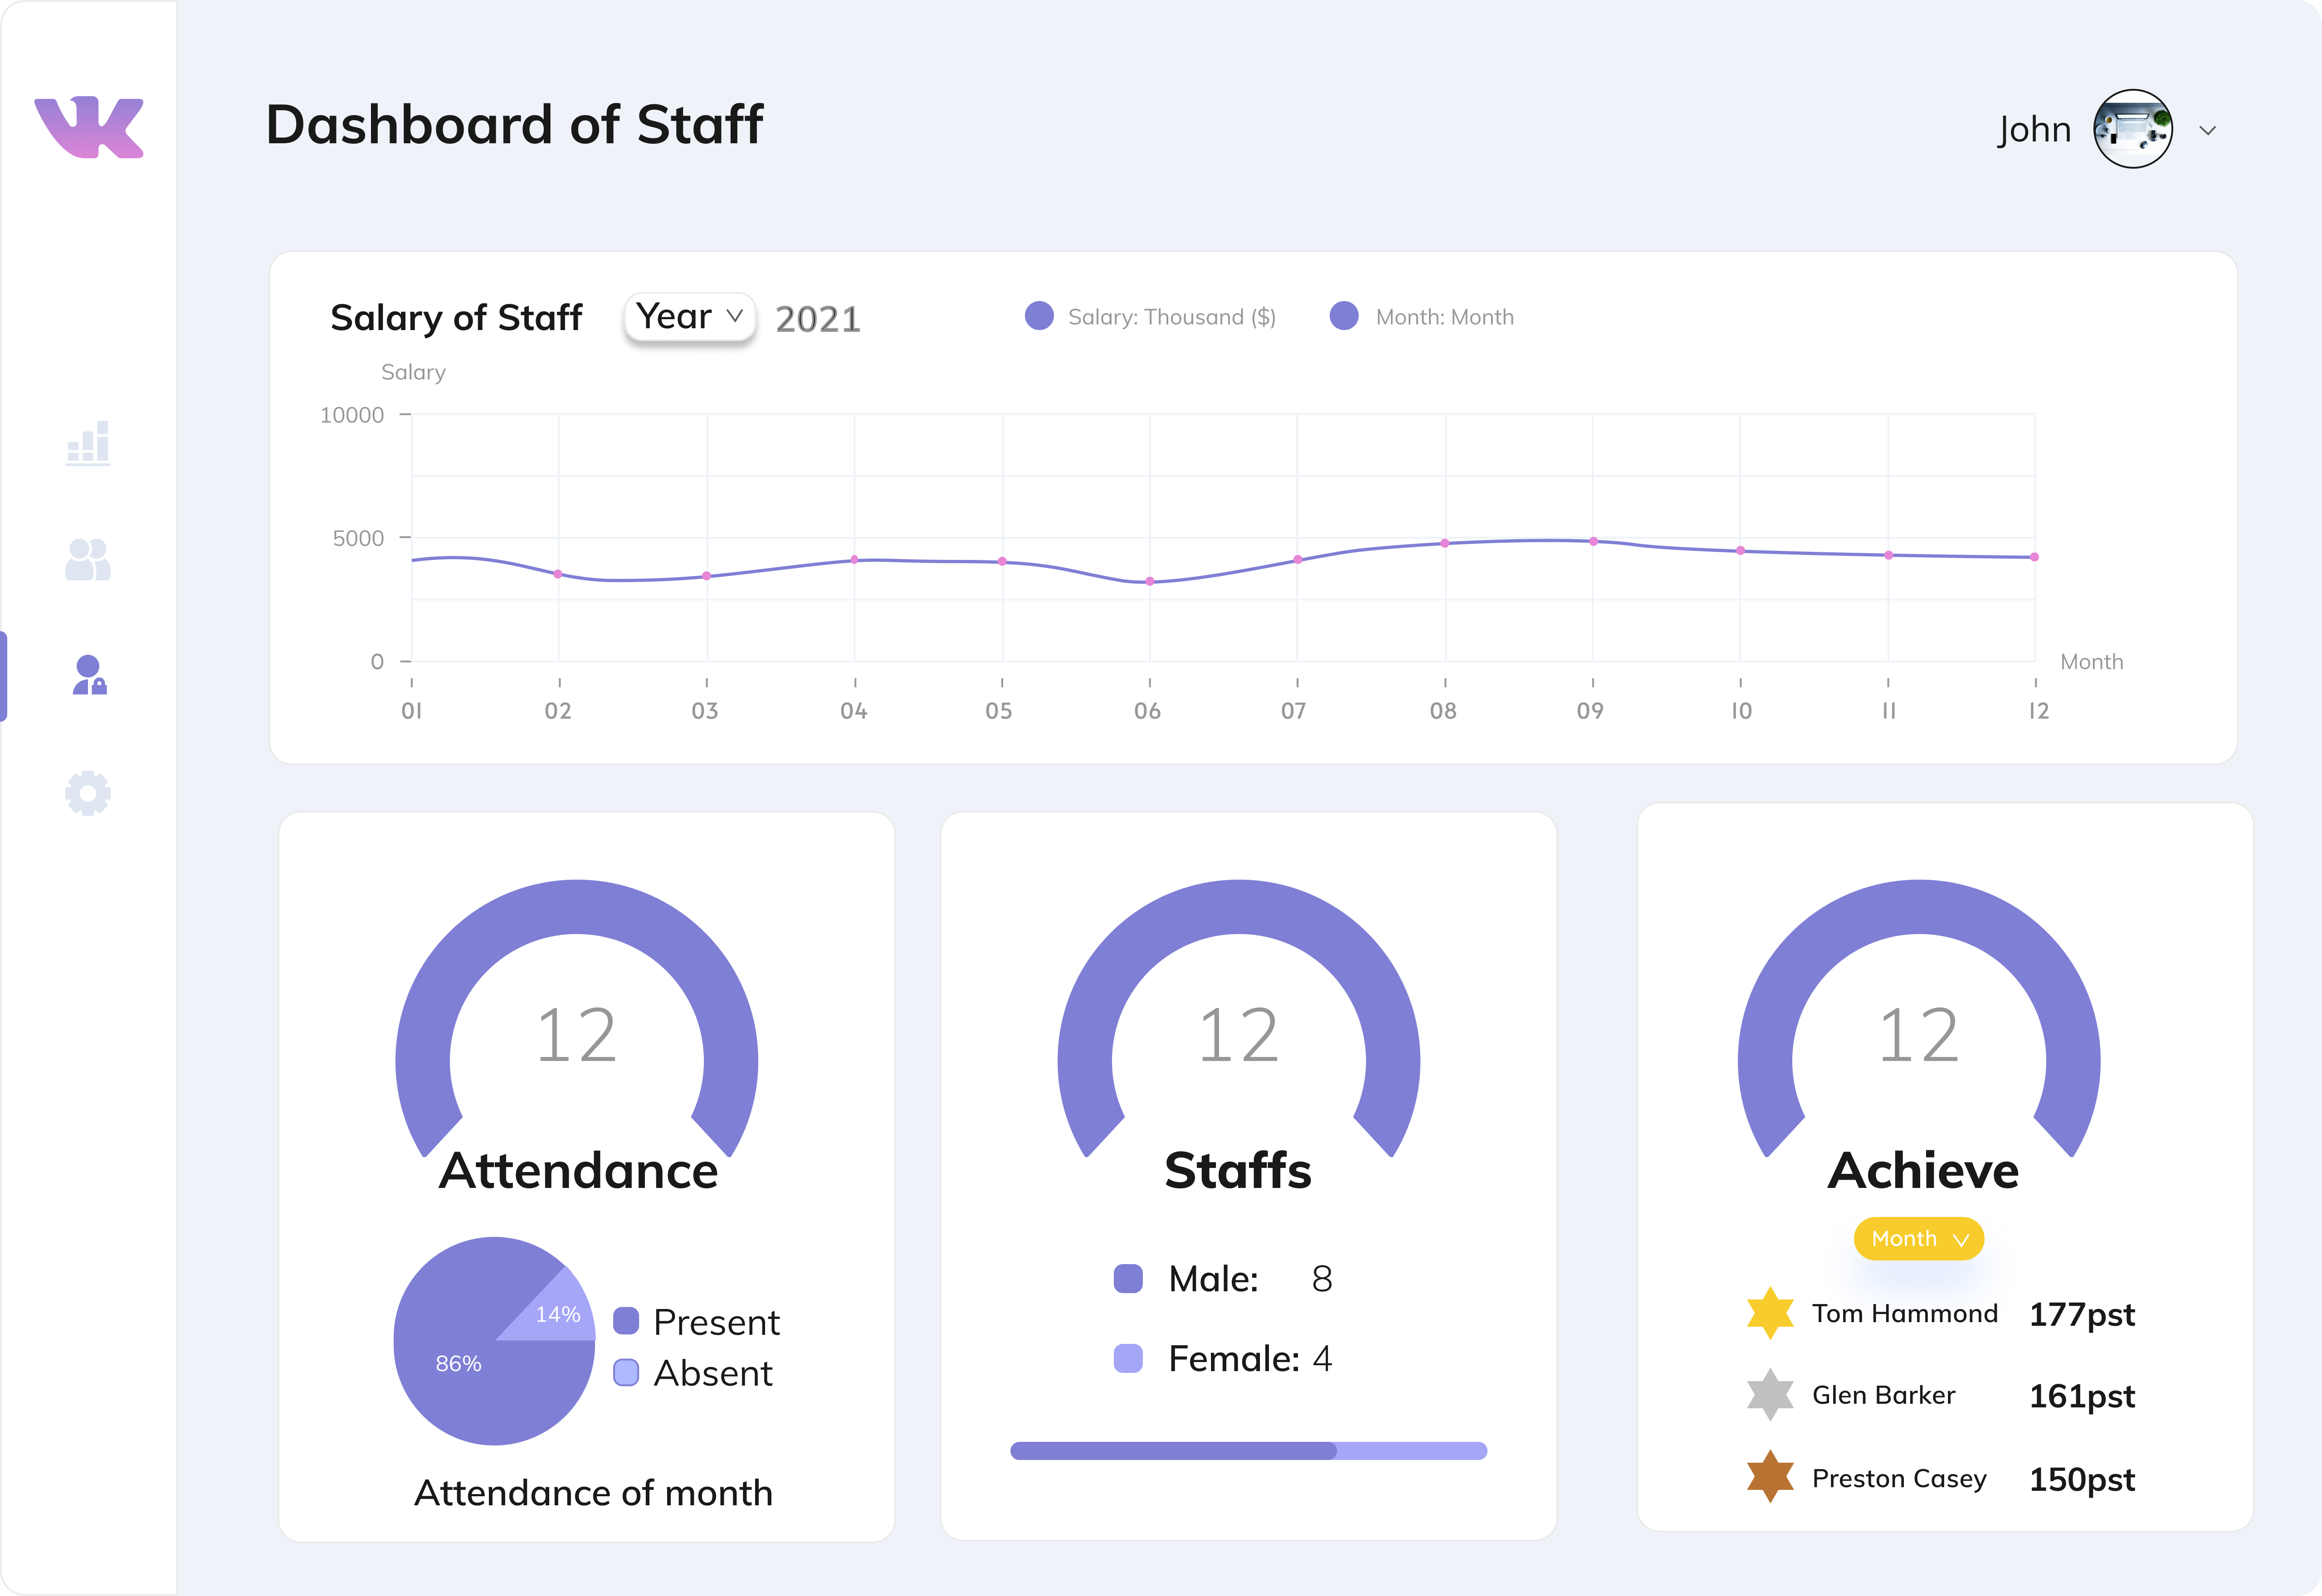 VK
Dashboard of Staff
John
Salary of Staff
Year
2021
Salary: Thousand ($)
Month: Month
Salary
10000
5000
0
Month
01 02 03 04 05 06 07 08 09 10 11 12
12
Attendance
14%
86%
Present
Absent
Attendance of month
12
Staffs
Male: 8
Female: 4
12
Achieve
Month
Tom Hammond 177pst
Glen Barker 161pst
Preston Casey 150pst